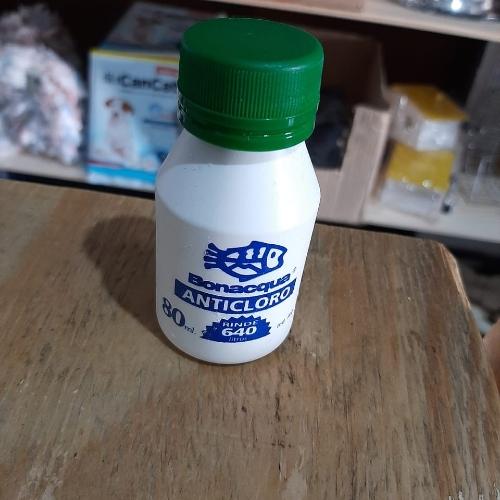 Bonacqua
ANTICLORO
80 ml.
RINDE
640
litros